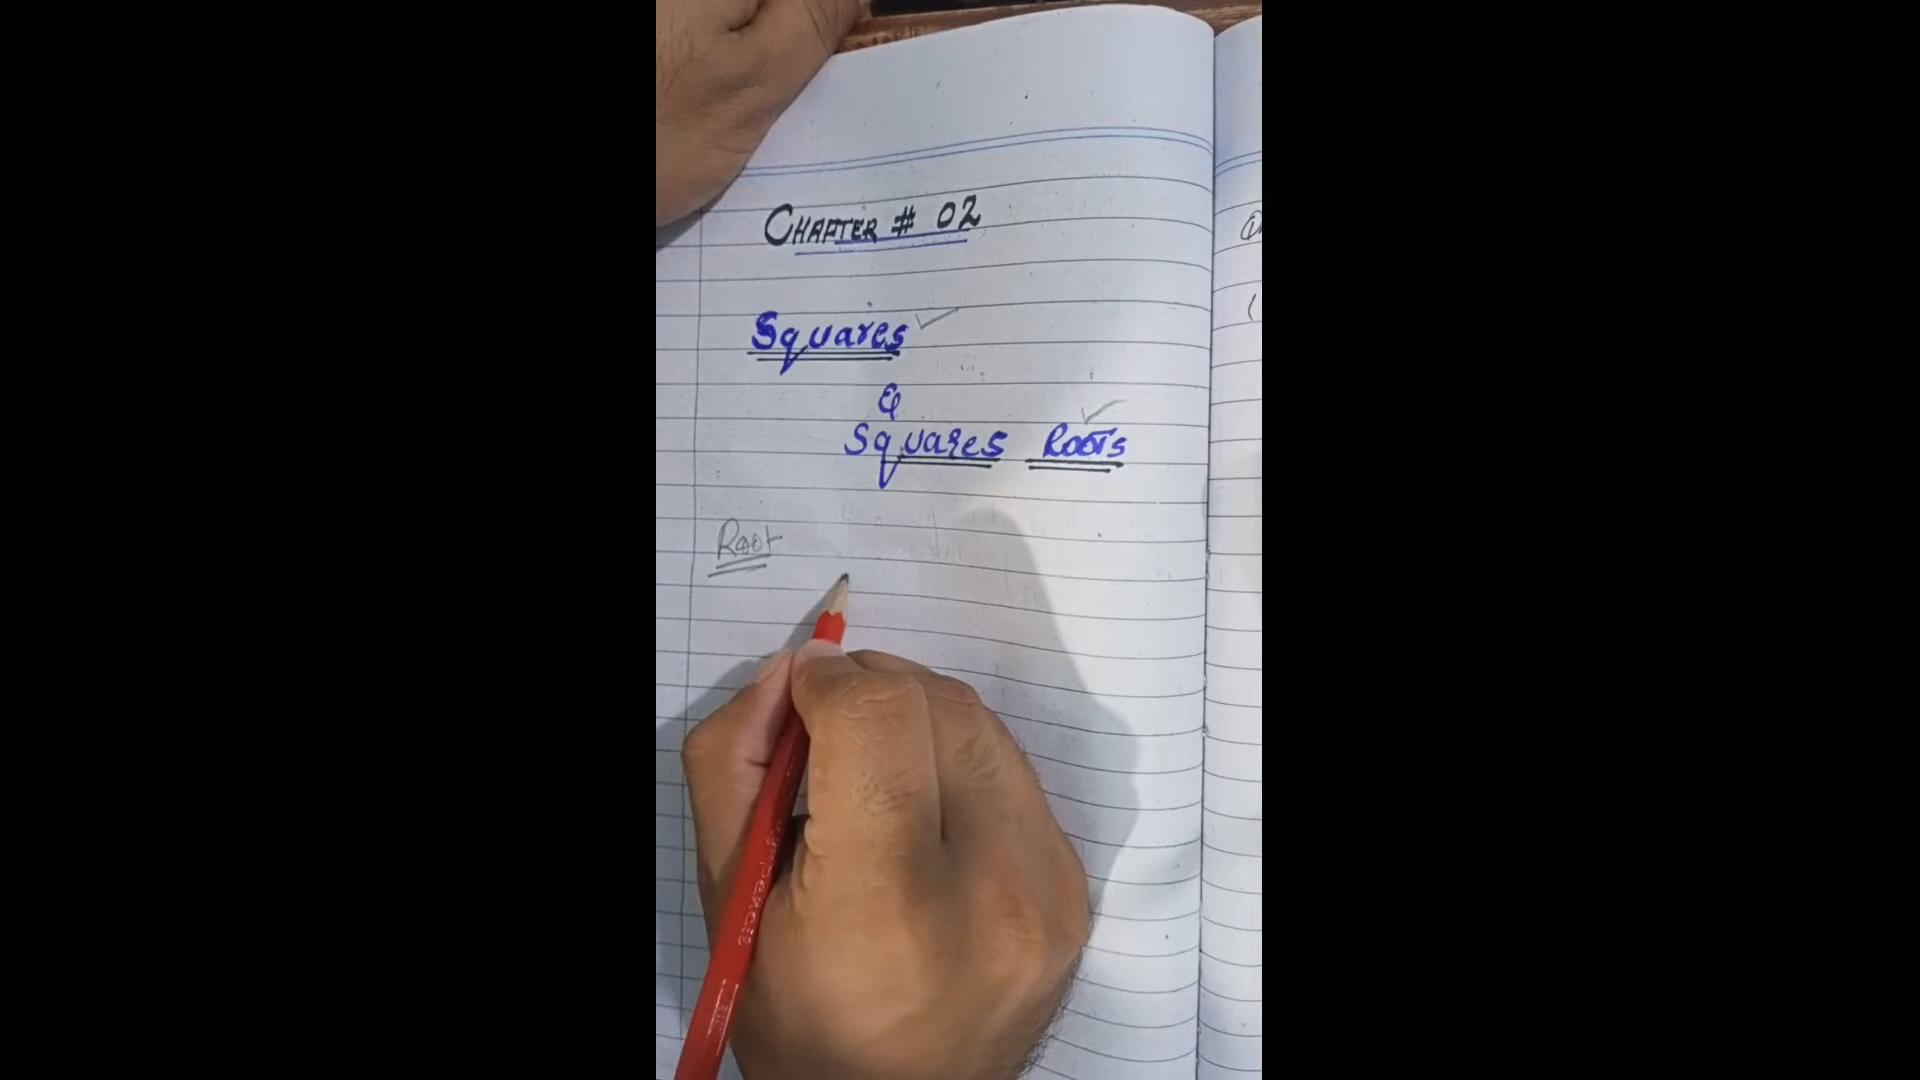 CHAPTER # 02
Squares
&
Squares Roots
Root